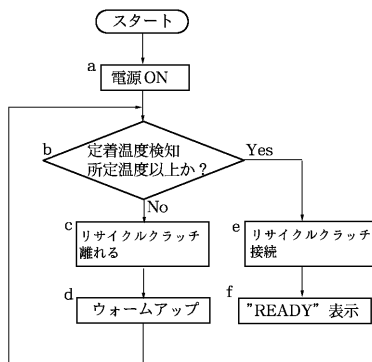 スタート
a
電源ON
b
定着温度検知
所定温度以上か？
Yes
No
c
リサイクルクラッチ
離れる
e
リサイクルクラッチ
接続
d
ウォームアップ
f
"READY" 表示